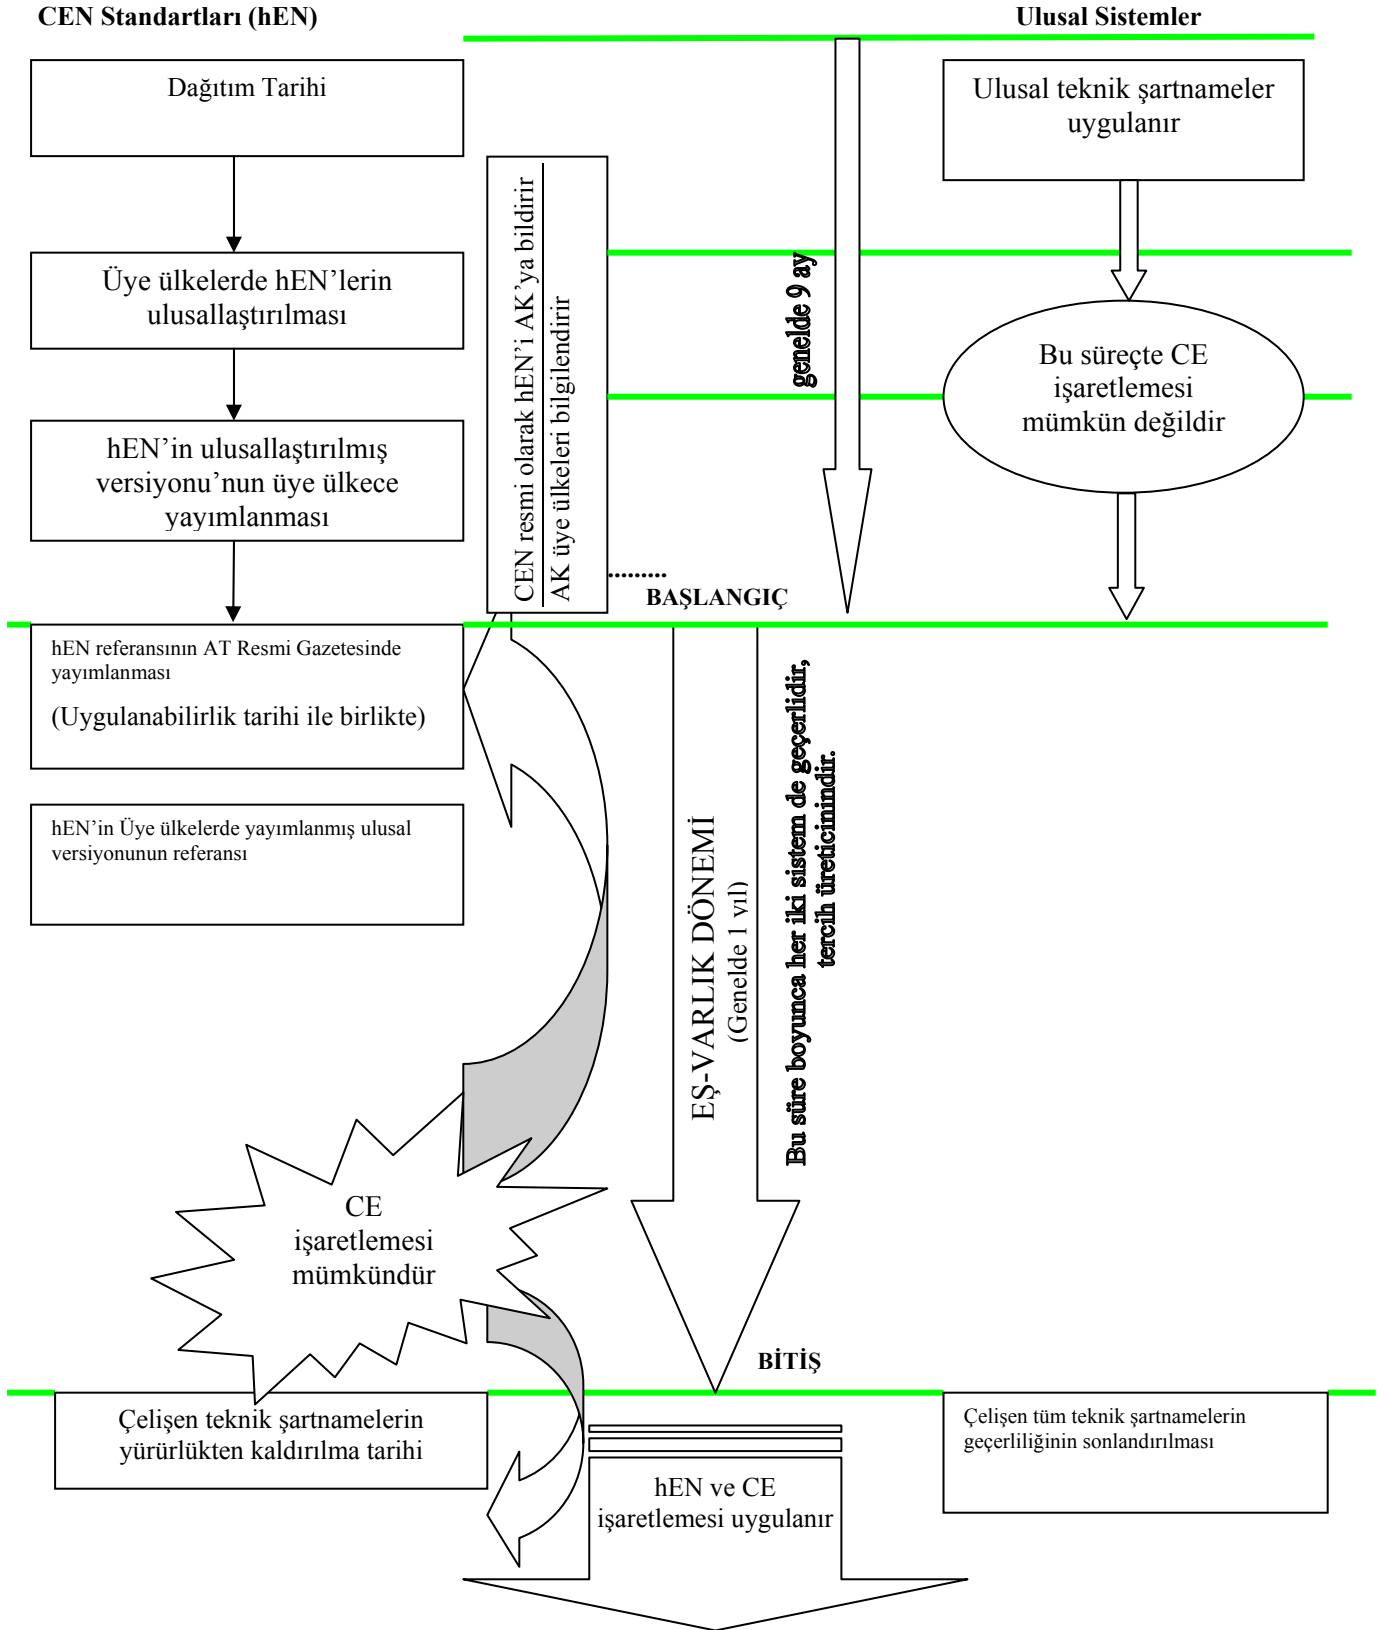 CEN Standartları (hEN)
Ulusal Sistemler
Dağıtım Tarihi
Ulusal teknik şartnameler
uygulanır
Üye ülkelerde hEN’lerin
ulusallaştırılması
hEN’in ulusallaştırılmış
versiyonu’nun üye ülkece
yayımlanması
CEN resmi olarak hEN’i AK’ya bildirir
AK üye ülkeleri bilgilendirir
genelde 9 ay
Bu süreçte CE
işaretlemesi
mümkün değildir
.........
BAŞLANGIÇ
hEN referansının AT Resmi Gazetesinde
yayımlanması
(Uygulanabilirlik tarihi ile birlikte)
hEN’in Üye ülkelerde yayımlanmış ulusal
versiyonunun referansı
EŞ-VARLIK DÖNEMİ
(Genelde 1 yıl)
Bu süre boyunca her iki sistem de geçerlidir,
tercih üreticinindir.
CE
işaretlemesi
mümkündür
BİTİŞ
Çelişen teknik şartnamelerin
yürürlükten kaldırılma tarihi
hEN ve CE
işaretlemesi uygulanır
Çelişen tüm teknik şartnamelerin
geçerliliğinin sonlandırılması